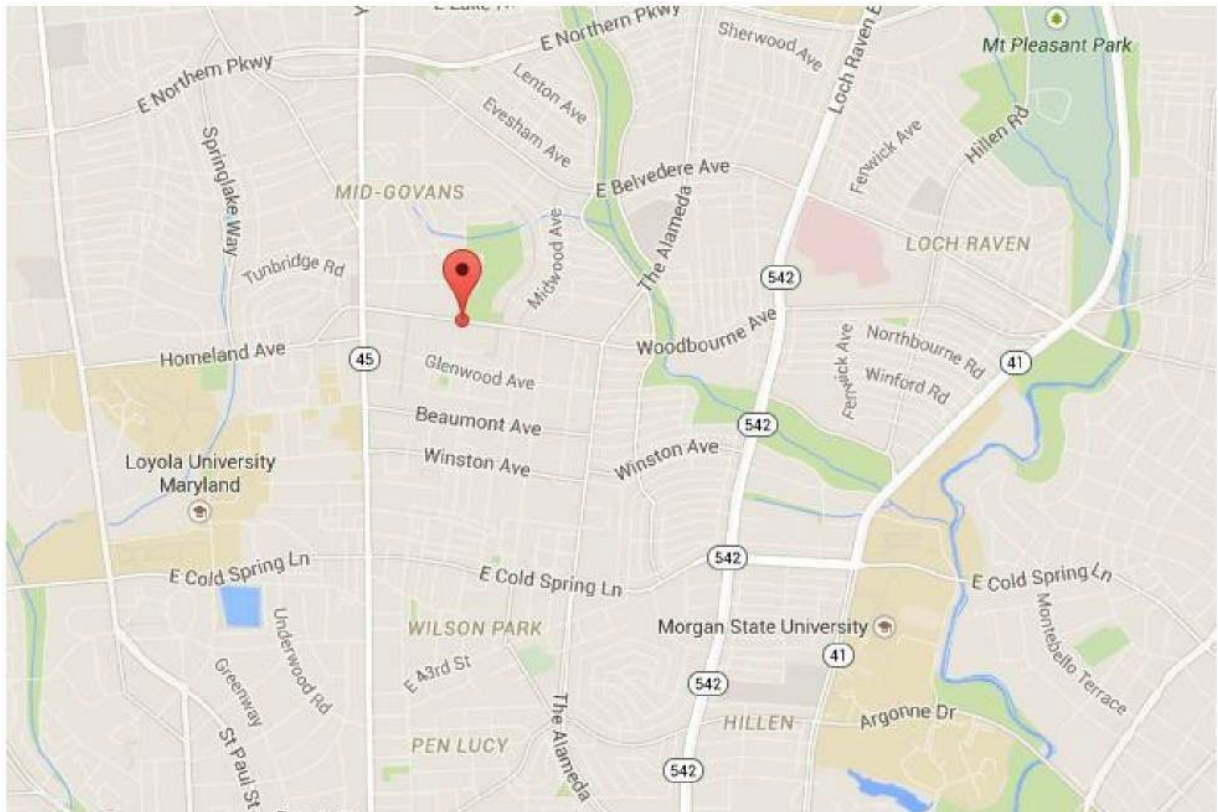 E Northern Pkwy
Sherwood Ave
Loch Raven B
Mt Pleasant Park
E Northern Pkwy
Lenton Ave
Evesham Ave
Springlake Way
Fenwick Ave
Hillen Rd
MID-GOVANS
E Belvedere Ave
Tunbridge Rd
Midwood Ave
The Alameda
LOCH RAVEN
542
Homeland Ave
45
Woodbourne Ave
Fenwick Ave
Northbourne Rd
41
Glenwood Ave
Winford Rd
Beaumont Ave
542
Winston Ave
Winston Ave
Loyola University
Maryland
E Cold Spring Ln
E Cold Spring Ln
542
E Cold Spring Ln
Underwood Rd
WILSON PARK
Morgan State University
Montebello Terrace
41
Greenway
E 43rd St
542
The Alameda
HILLEN
Argonne Dr
St Paul St
PEN LUCY
542